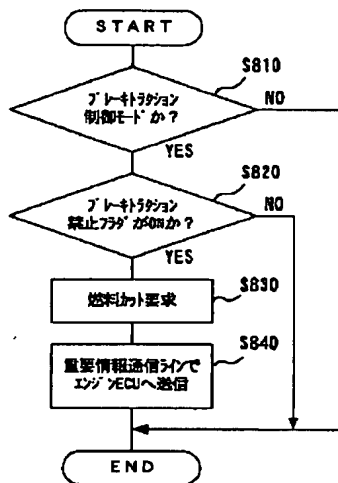 START
S810
ブレーキトラクション
制御モードか？
NO
YES
S820
ブレーキトラクション
禁止フラグがONか？
NO
YES
燃料カット要求
S830
S840
重要情報通信ラインで
エンジンECUへ送信
END